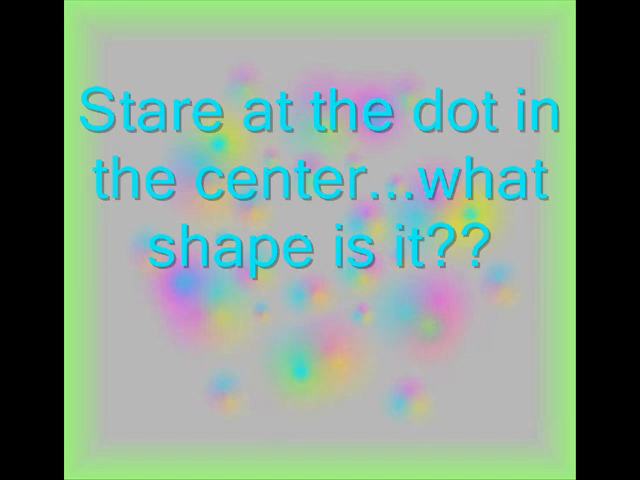 Stare at the dot in
the center...what
shape is it??